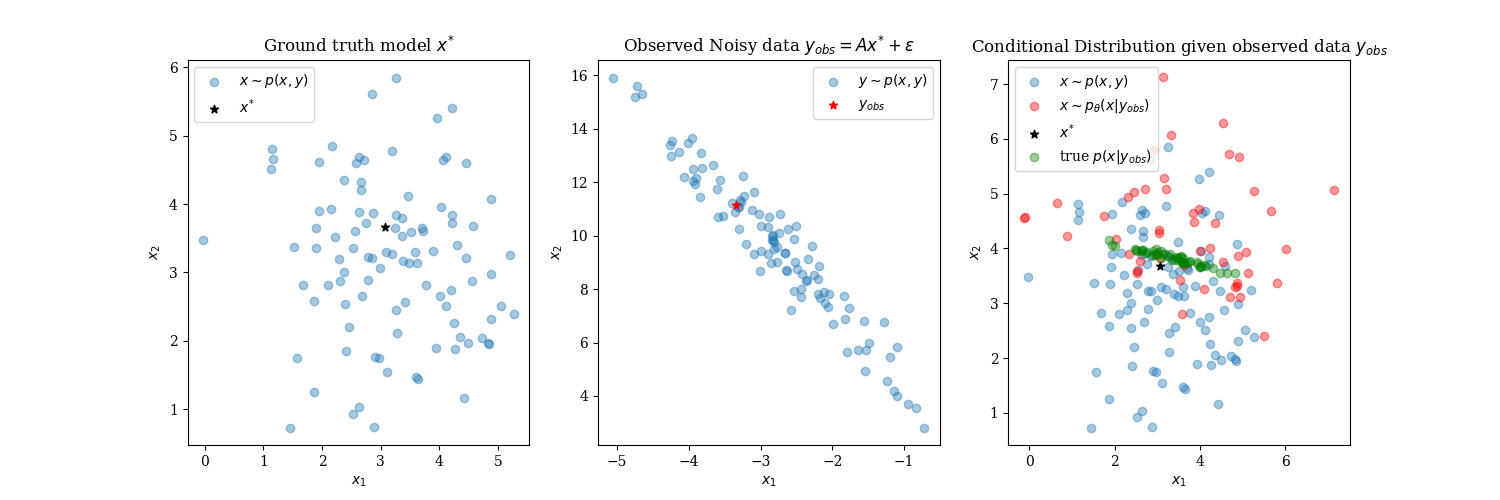 Ground truth model x*
x ~ p(x, y)
x*
6
5
4
3
2
1
x₂
0
1
2
3
4
5
x₁
Observed Noisy data y_obs = Ax* + ε
y ~ p(x, y)
y_obs
16
14
12
10
8
6
4
x₂
−5
−4
−3
−2
−1
x₁
Conditional Distribution given observed data y_obs
x ~ p(x, y)
x ~ p_θ(x|y_obs)
x*
true p(x|y_obs)
7
6
5
4
3
2
1
x₂
0
2
4
6
x₁